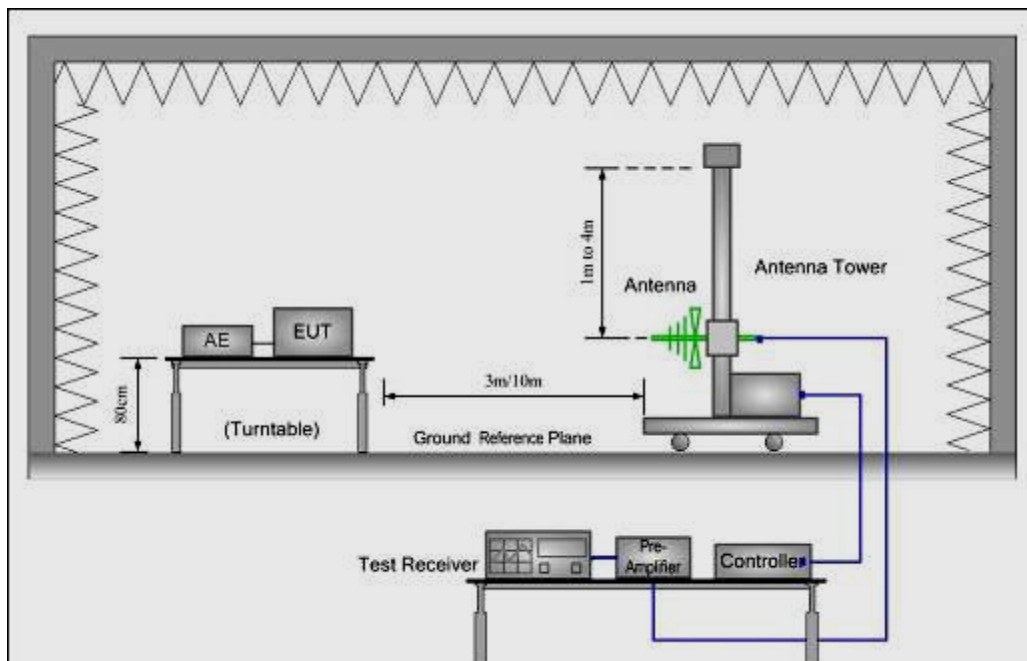 1m to 4m
Antenna Tower
Antenna
AE
EUT
80cm
3m/10m
(Turntable)
Ground Reference Plane
Test Receiver
Pre-
Amplifier
Controller